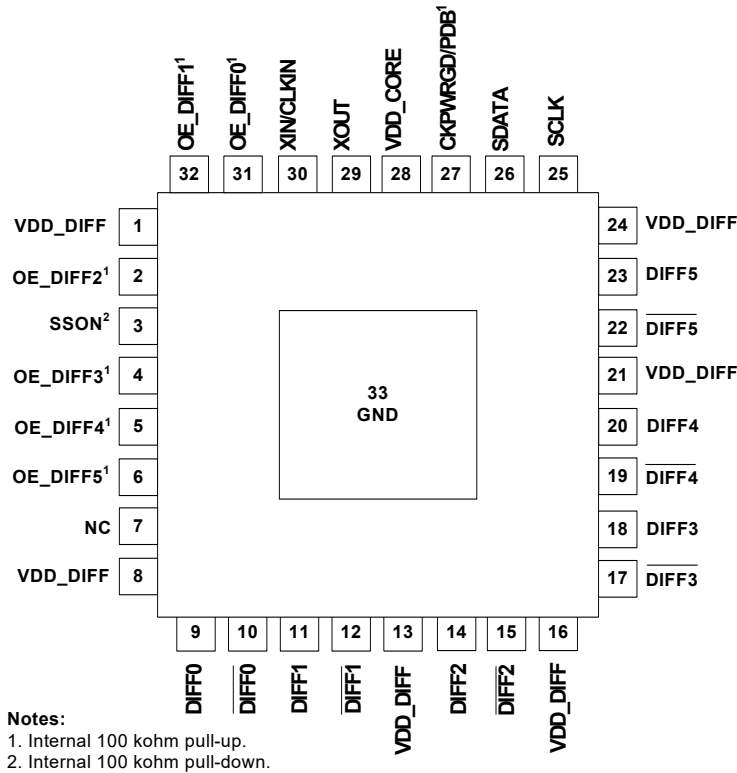 OE_DIFF1¹
OE_DIFF0¹
XIN/CLKIN
XOUT
VDD_CORE
CKPWRGD/PDB¹
SDATA
SCLK
32 31 30 29 28 27 26 25
VDD_DIFF 1
OE_DIFF2¹ 2
SSON² 3
OE_DIFF3¹ 4
OE_DIFF4¹ 5
OE_DIFF5¹ 6
NC 7
VDD_DIFF 8
33
GND
24 VDD_DIFF
23 DIFF5
22 DIFF5
21 VDD_DIFF
20 DIFF4
19 DIFF4
18 DIFF3
17 DIFF3
9 10 11 12 13 14 15 16
DIFF0
DIFF0
DIFF1
DIFF1
VDD_DIFF
DIFF2
DIFF2
VDD_DIFF
Notes:
1. Internal 100 kohm pull-up.
2. Internal 100 kohm pull-down.